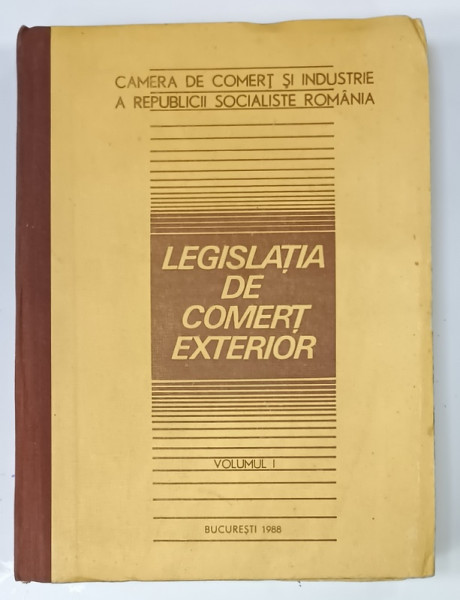 CAMERA DE COMERȚ ȘI INDUSTRIE
A REPUBLICII SOCIALISTE ROMÂNIA
LEGISLAȚIA
DE
COMERȚ
EXTERIOR
VOLUMUL I
BUCUREȘTI 1988